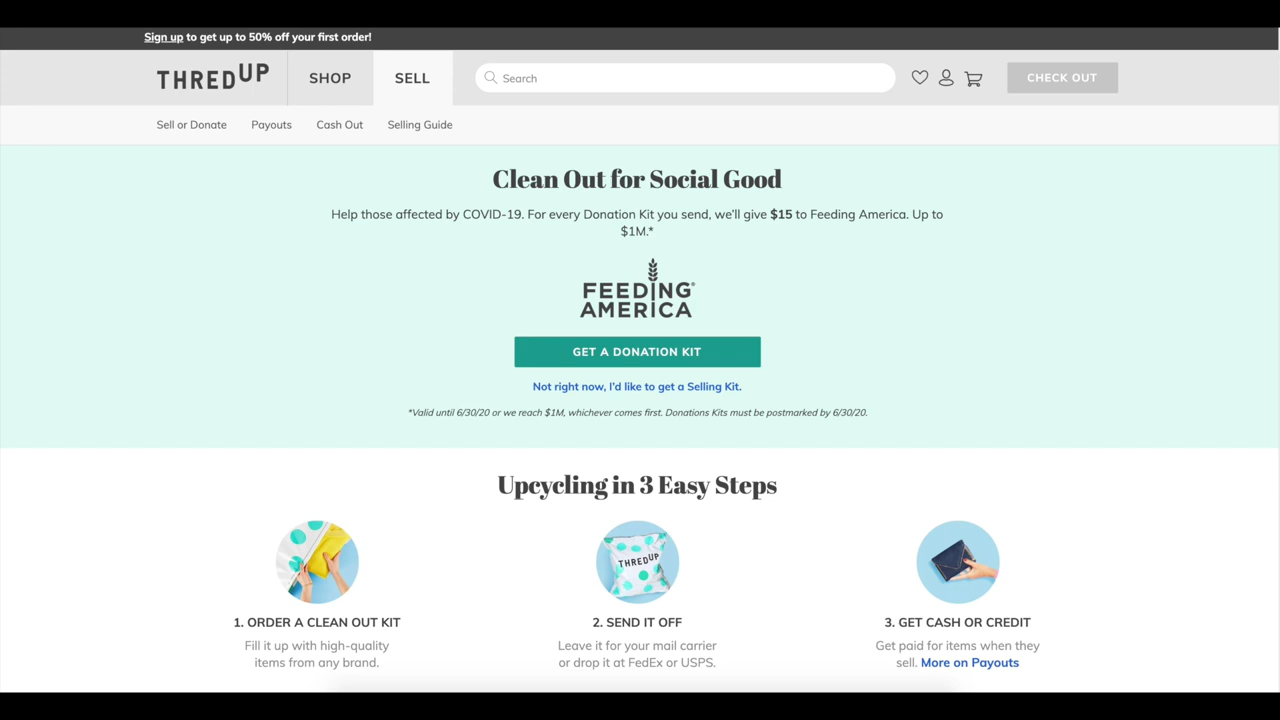 Sign up to get up to 50% off your first order!
THREDUP
SHOP
SELL
Search
CHECK OUT
Sell or Donate
Payouts
Cash Out
Selling Guide
Clean Out for Social Good
Help those affected by COVID-19. For every Donation Kit you send, we'll give $15 to Feeding America. Up to
$1M.*
FEEDING®
AMERICA
GET A DONATION KIT
Not right now, I'd like to get a Selling Kit.
*Valid until 6/30/20 or we reach $1M, whichever comes first. Donations Kits must be postmarked by 6/30/20.
Upcycling in 3 Easy Steps
THREDUP
1. ORDER A CLEAN OUT KIT
Fill it up with high-quality
items from any brand.
2. SEND IT OFF
Leave it for your mail carrier
or drop it at FedEx or USPS.
3. GET CASH OR CREDIT
Get paid for items when they
sell. More on Payouts